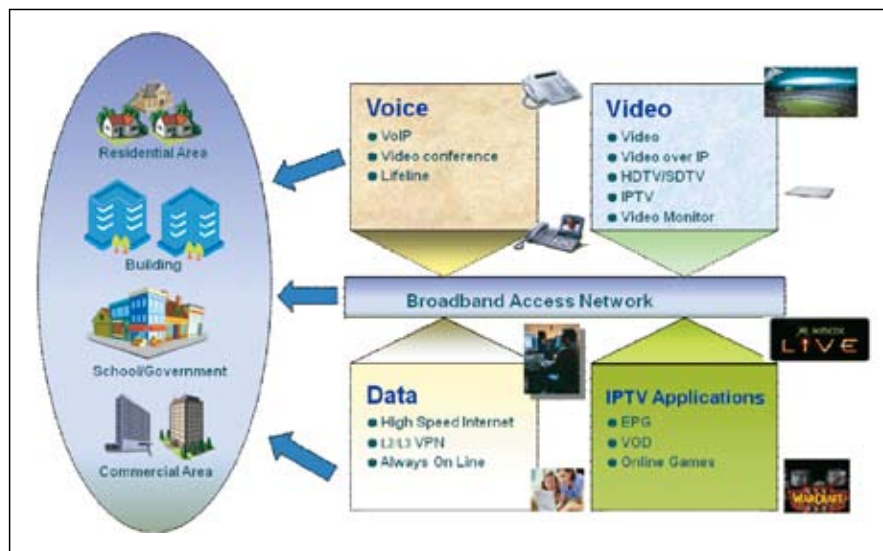 Residential Area
Building
School/Government
Commercial Area
Voice
VoIP
Video conference
Lifeline
Video
Video
Video over IP
HDTV/SDTV
IPTV
Video Monitor
Broadband Access Network
Data
High Speed Internet
L2/L3 VPN
Always On Line
IPTV Applications
EPG
VOD
Online Games
LIVE
WARCRAFT